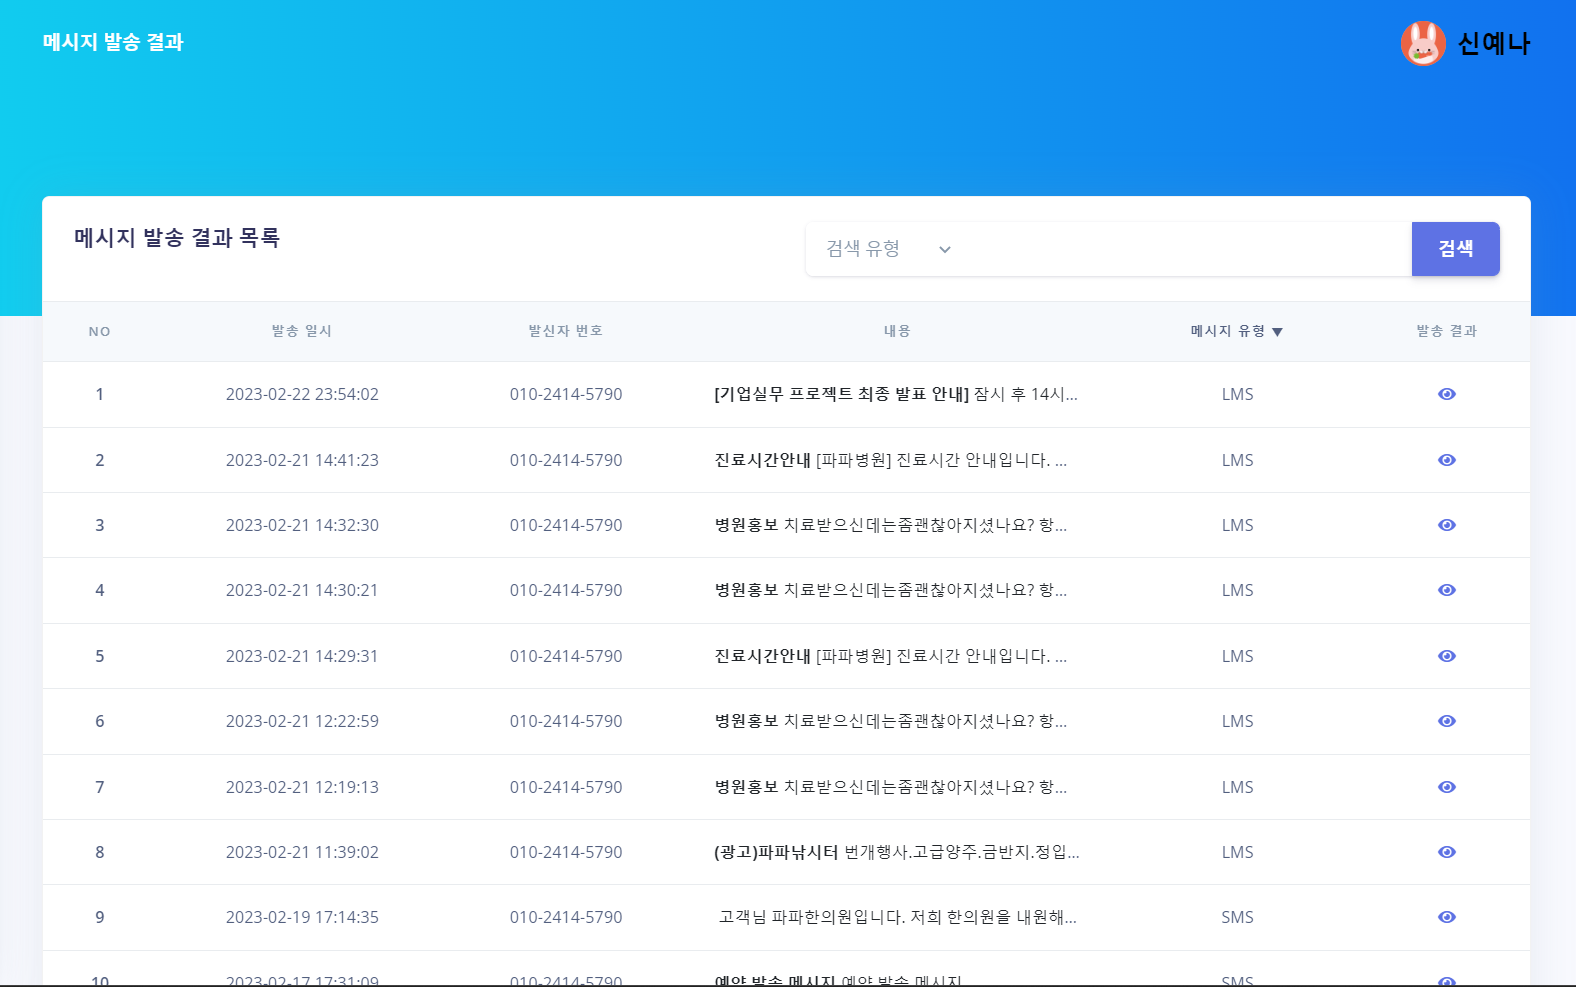 메시지 발송 결과
신예나
메시지 발송 결과 목록
검색 유형
검색
NO 발송 일시 발신자 번호 내용 메시지 유형 ▼ 발송 결과
1 2023-02-22 23:54:02 010-2414-5790 [기업실무 프로젝트 최종 발표 안내] 잠시 후 14시... LMS
2 2023-02-21 14:41:23 010-2414-5790 진료시간안내 [파파병원] 진료시간 안내입니다. ... LMS
3 2023-02-21 14:32:30 010-2414-5790 병원홍보 치료받으신데는좀괜찮아지셨나요? 항... LMS
4 2023-02-21 14:30:21 010-2414-5790 병원홍보 치료받으신데는좀괜찮아지셨나요? 항... LMS
5 2023-02-21 14:29:31 010-2414-5790 진료시간안내 [파파병원] 진료시간 안내입니다. ... LMS
6 2023-02-21 12:22:59 010-2414-5790 병원홍보 치료받으신데는좀괜찮아지셨나요? 항... LMS
7 2023-02-21 12:19:13 010-2414-5790 병원홍보 치료받으신데는좀괜찮아지셨나요? 항... LMS
8 2023-02-21 11:39:02 010-2414-5790 (광고)파파낚시터 번개행사.고급양주.금반지.정입... LMS
9 2023-02-19 17:14:35 010-2414-5790 고객님 파파한의원입니다. 저희 한의원을 내원해... SMS
10 2023-02-17 17:31:09 010-2414-5790 예약 발송 메시지 예약 발송 메시지 SMS